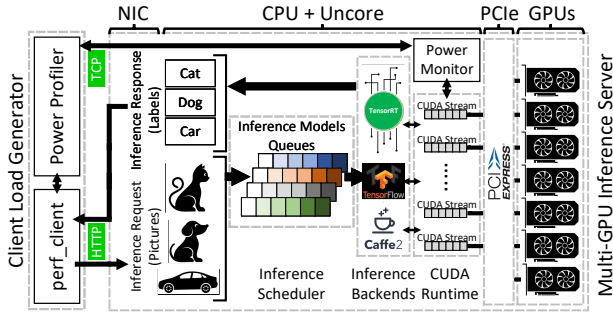 NIC
CPU + Uncore
PCIe
GPUs
Client Load Generator
Power Profiler
perf_client
TCP
HTTP
Inference Response
(Labels)
Cat
Dog
Car
Inference Request
(Pictures)
Inference Models
Queues
Inference
Scheduler
TensorRT
TensorFlow
Caffe2
Inference
Backends
Power
Monitor
CUDA Stream
CUDA Stream
CUDA Stream
CUDA Stream
CUDA Stream
CUDA
Runtime
PCI
EXPRESS
Multi-GPU Inference Server